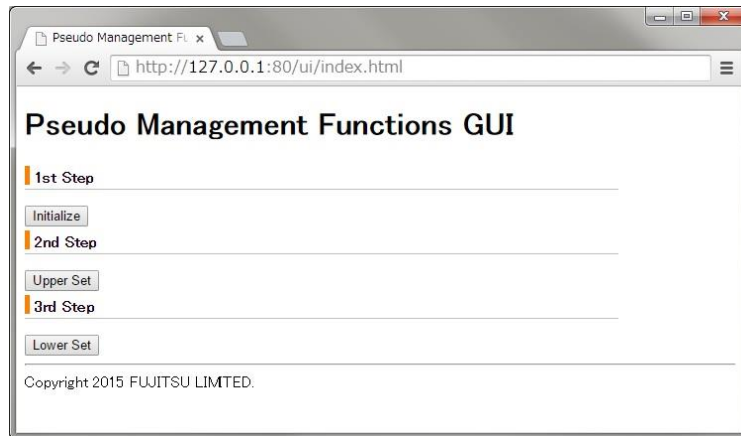 Pseudo Management Fu
http://127.0.0.1:80/ui/index.html
Pseudo Management Functions GUI
1st Step
Initialize
2nd Step
Upper Set
3rd Step
Lower Set
Copyright 2015 FUJITSU LIMITED.